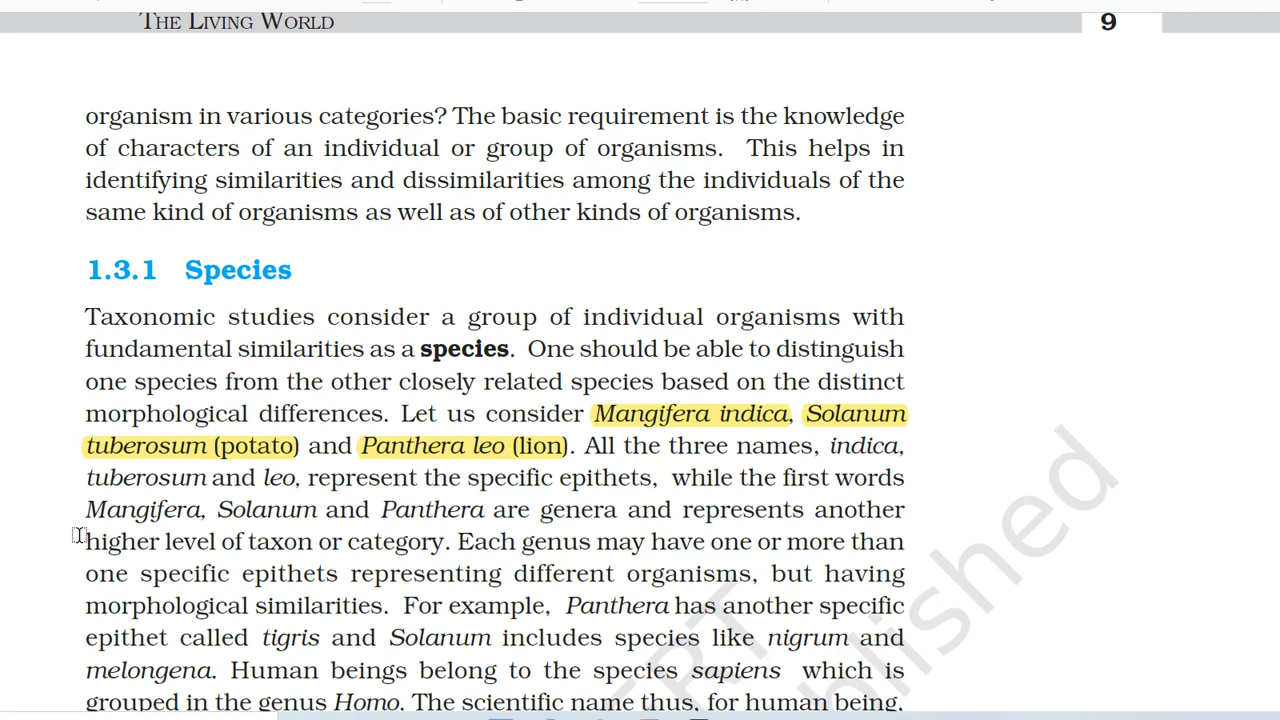 THE LIVING WORLD
9
organism in various categories? The basic requirement is the knowledge
of characters of an individual or group of organisms. This helps in
identifying similarities and dissimilarities among the individuals of the
same kind of organisms as well as of other kinds of organisms.
1.3.1 Species
Taxonomic studies consider a group of individual organisms with
fundamental similarities as a species. One should be able to distinguish
one species from the other closely related species based on the distinct
morphological differences. Let us consider Mangifera indica, Solanum
tuberosum (potato) and Panthera leo (lion). All the three names, indica,
tuberosum and leo, represent the specific epithets, while the first words
Mangifera, Solanum and Panthera are genera and represents another
higher level of taxon or category. Each genus may have one or more than
one specific epithets representing different organisms, but having
morphological similarities. For example, Panthera has another specific
epithet called tigris and Solanum includes species like nigrum and
melongena. Human beings belong to the species sapiens which is
grouped in the genus Homo. The scientific name thus, for human being,